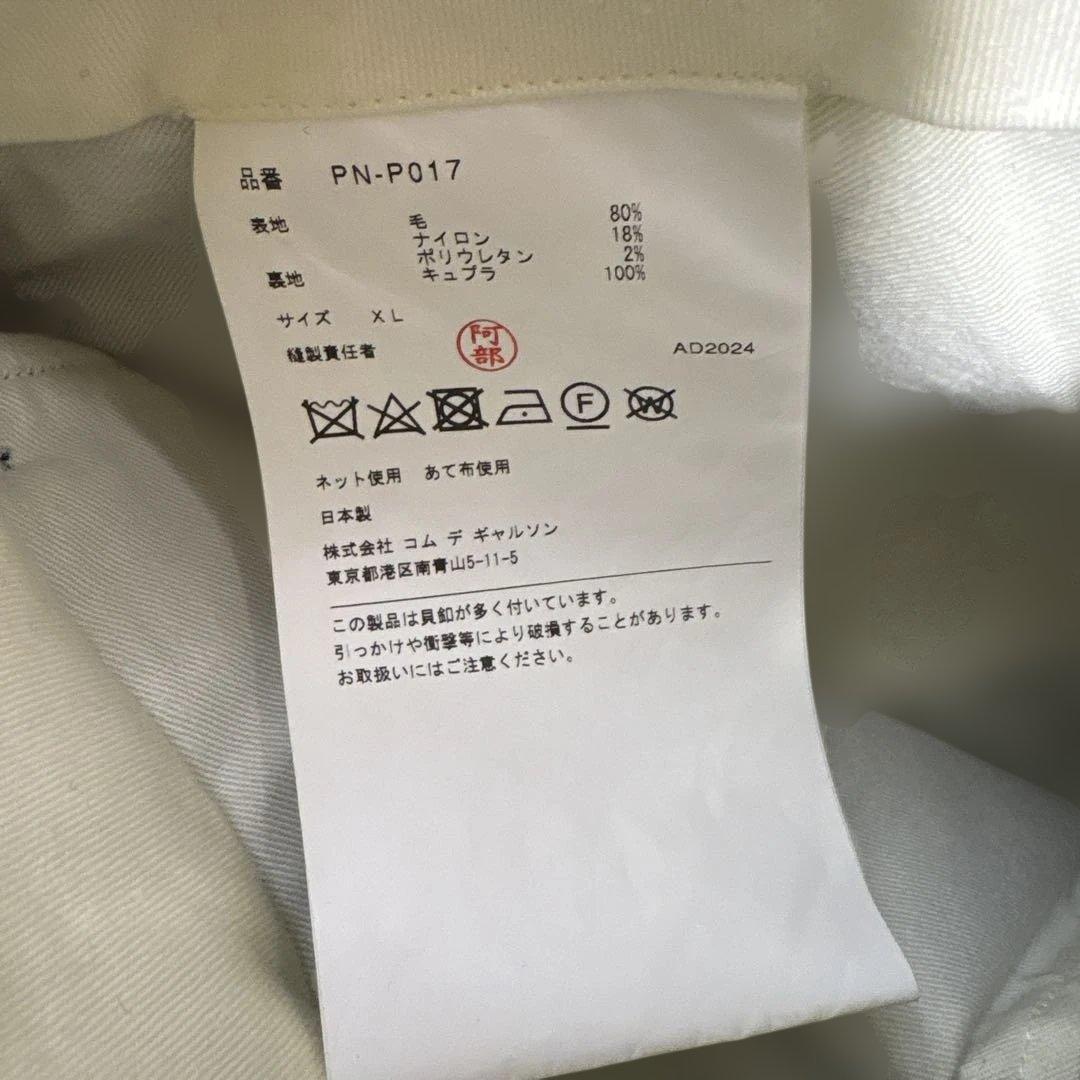 品番 PN-P017
表地 毛 80%
ナイロン 18%
ポリウレタン 2%
裏地 キュプラ 100%
サイズ XL
縫製責任者 阿部 AD2024
F W
ネット使用 あて布使用
日本製
株式会社 コム デ ギャルソン
東京都港区南青山5-11-5
この製品は貝釦が多く付いています。
引っかけや衝撃等により破損することがあります。
お取扱いにはご注意ください。